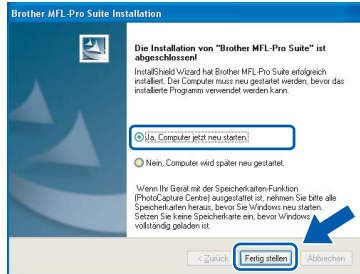 Brother MFL-Pro Suite Installation
Die Installation von "Brother MFL-Pro Suite" ist
abgeschlossen!
InstallShield Wizard hat Brother MFL-Pro Suite erfolgreich
installiert. Der Computer muss neu gestartet werden, bevor das
installierte Programm verwendet werden kann.
Ja, Computer jetzt neu starten.
Nein, Computer wird später neu gestartet.
Wenn Ihr Gerät mit der Speicherkarten-Funktion
(PhotoCapture Centre) ausgestattet ist, nehmen Sie bitte alle
Speicherkarten heraus, bevor Sie Windows neu starten.
Setzen Sie keine Speicherkarte ein, bevor Windows
vollständig geladen ist.
< Zurück
Fertig stellen
Abbrechen